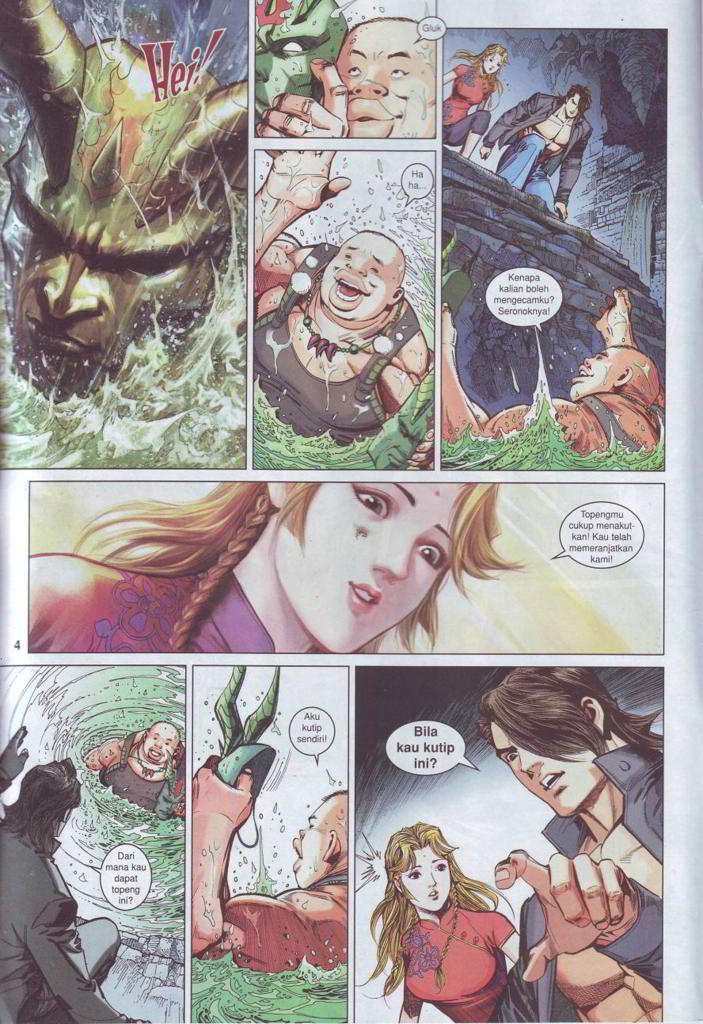 Hei!
Gluk
Ha
ha...
Kenapa
kalian boleh
mengecamku?
Seronoknya!
Topengmu
cukup menakut-
kan! Kau telah
memeranjatkan
kami!
4
Dari
mana kau
dapat
topeng
ini?
Aku
kutip
sendiri!
Bila
kau kutip
ini?